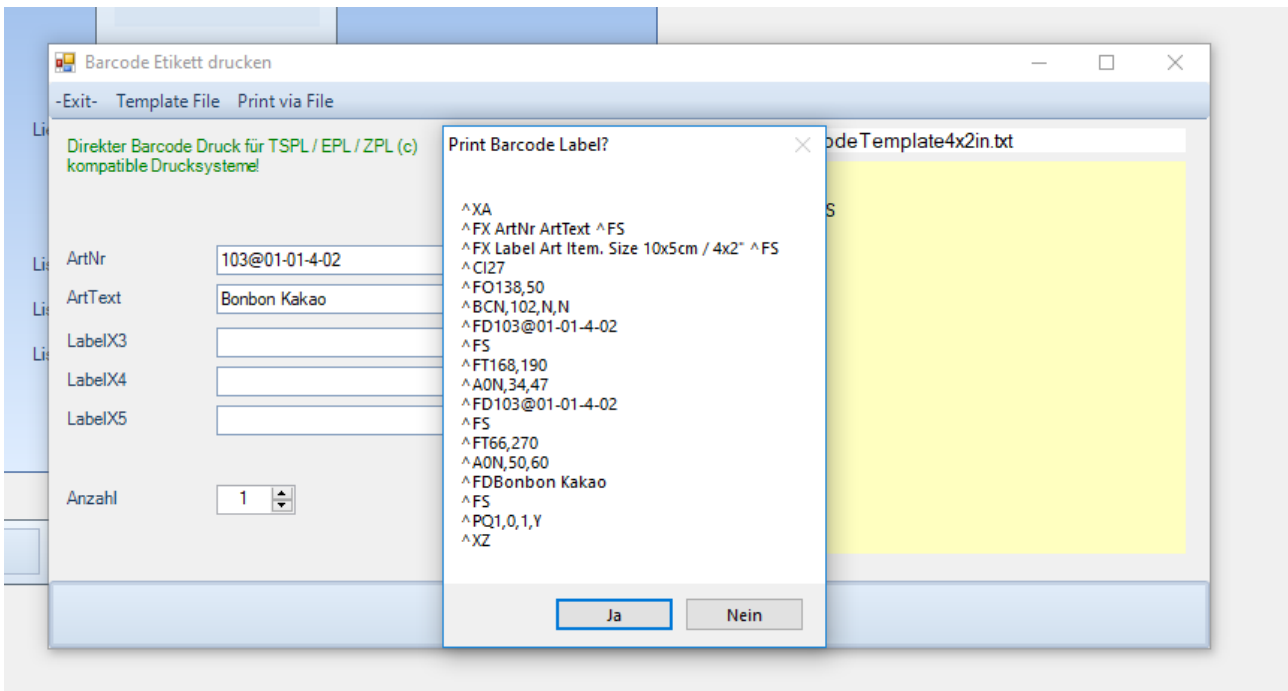 Barcode Etikett drucken
-Exit- Template File Print via File
Direkter Barcode Druck für TSPL / EPL / ZPL (c)
kompatible Drucksysteme!
ArtNr
103@01-01-4-02
ArtText
Bonbon Kakao
LabelX3
LabelX4
LabelX5
Anzahl
1
Print Barcode Label?
^XA
^FX ArtNr ArtText ^FS
^FX Label Art Item. Size 10x5cm / 4x2" ^FS
^CI27
^FO138,50
^BCN,102,N,N
^FD103@01-01-4-02
^FS
^FT168,190
^A0N,34,47
^FD103@01-01-4-02
^FS
^FT66,270
^A0N,50,60
^FDBonbon Kakao
^FS
^PQ1,0,1,Y
^XZ
Ja
Nein
odeTemplate4x2in.txt
S